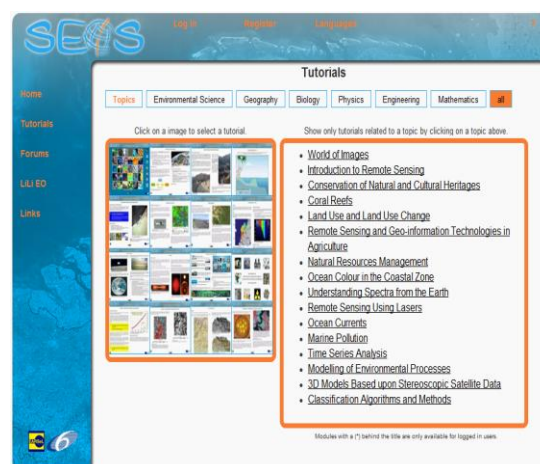 SEOS
Log in
Register
Languages
Tutorials
Home
Tutorials
Forums
LiLi EO
Links
Topics
Environmental Science
Geography
Biology
Physics
Engineering
Mathematics
all
Click on a image to select a tutorial.
Show only tutorials related to a topic by clicking on a topic above.
World of Images
Introduction to Remote Sensing
Conservation of Natural and Cultural Heritages
Coral Reefs
Land Use and Land Use Change
Remote Sensing and Geo-information Technologies in
Agriculture
Natural Resources Management
Ocean Colour in the Coastal Zone
Understanding Spectra from the Earth
Remote Sensing Using Lasers
Ocean Currents
Marine Pollution
Time Series Analysis
Modelling of Environmental Processes
3D Models Based upon Stereoscopic Satellite Data
Classification Algorithms and Methods
Modules with a (*) behind the title are only available for logged in users.